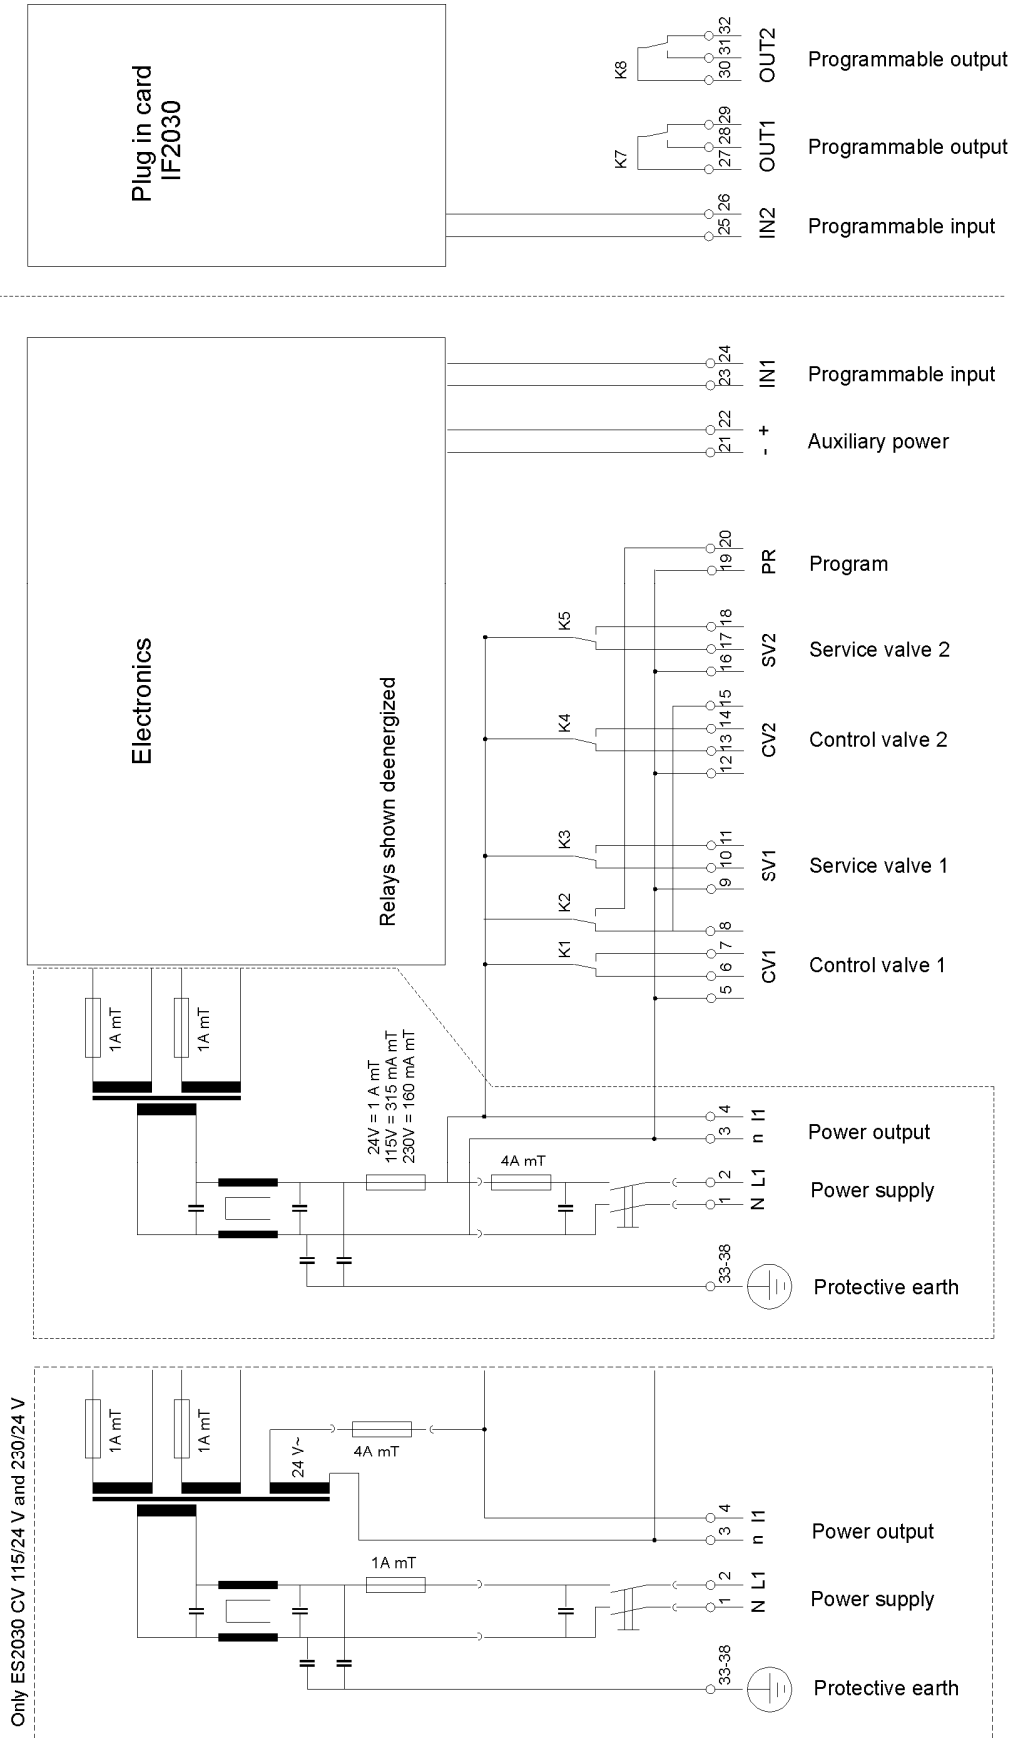 Plug in card
IF2030
K8
32
31
30
OUT2
Programmable output
K7
29
28
27
OUT1
Programmable output
26
25
IN2
Programmable input
Electronics
Relays shown deenergized
24
23
IN1
Programmable input
22
21
+
-
Auxiliary power
20
19
PR
Program
K5
18
17
16
SV2
Service valve 2
K4
15
14
13
12
CV2
Control valve 2
K3
11
10
9
SV1
Service valve 1
K2
K1
8
7
6
5
CV1
Control valve 1
1A mT
1A mT
24V = 1 A mT
115V = 315 mA mT
230V = 160 mA mT
4A mT
4
3
l1
n
Power output
2
1
L1
N
Power supply
33-38
Protective earth
Only ES2030 CV 115/24 V and 230/24 V
1A mT
1A mT
24 V~
4A mT
4
3
l1
n
Power output
1A mT
2
1
L1
N
Power supply
33-38
Protective earth